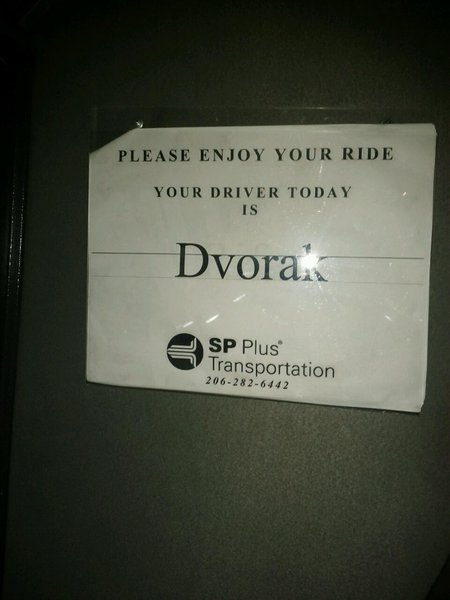 PLEASE ENJOY YOUR RIDE
YOUR DRIVER TODAY
IS
Dvorak
SP Plus®
Transportation
206-282-6442